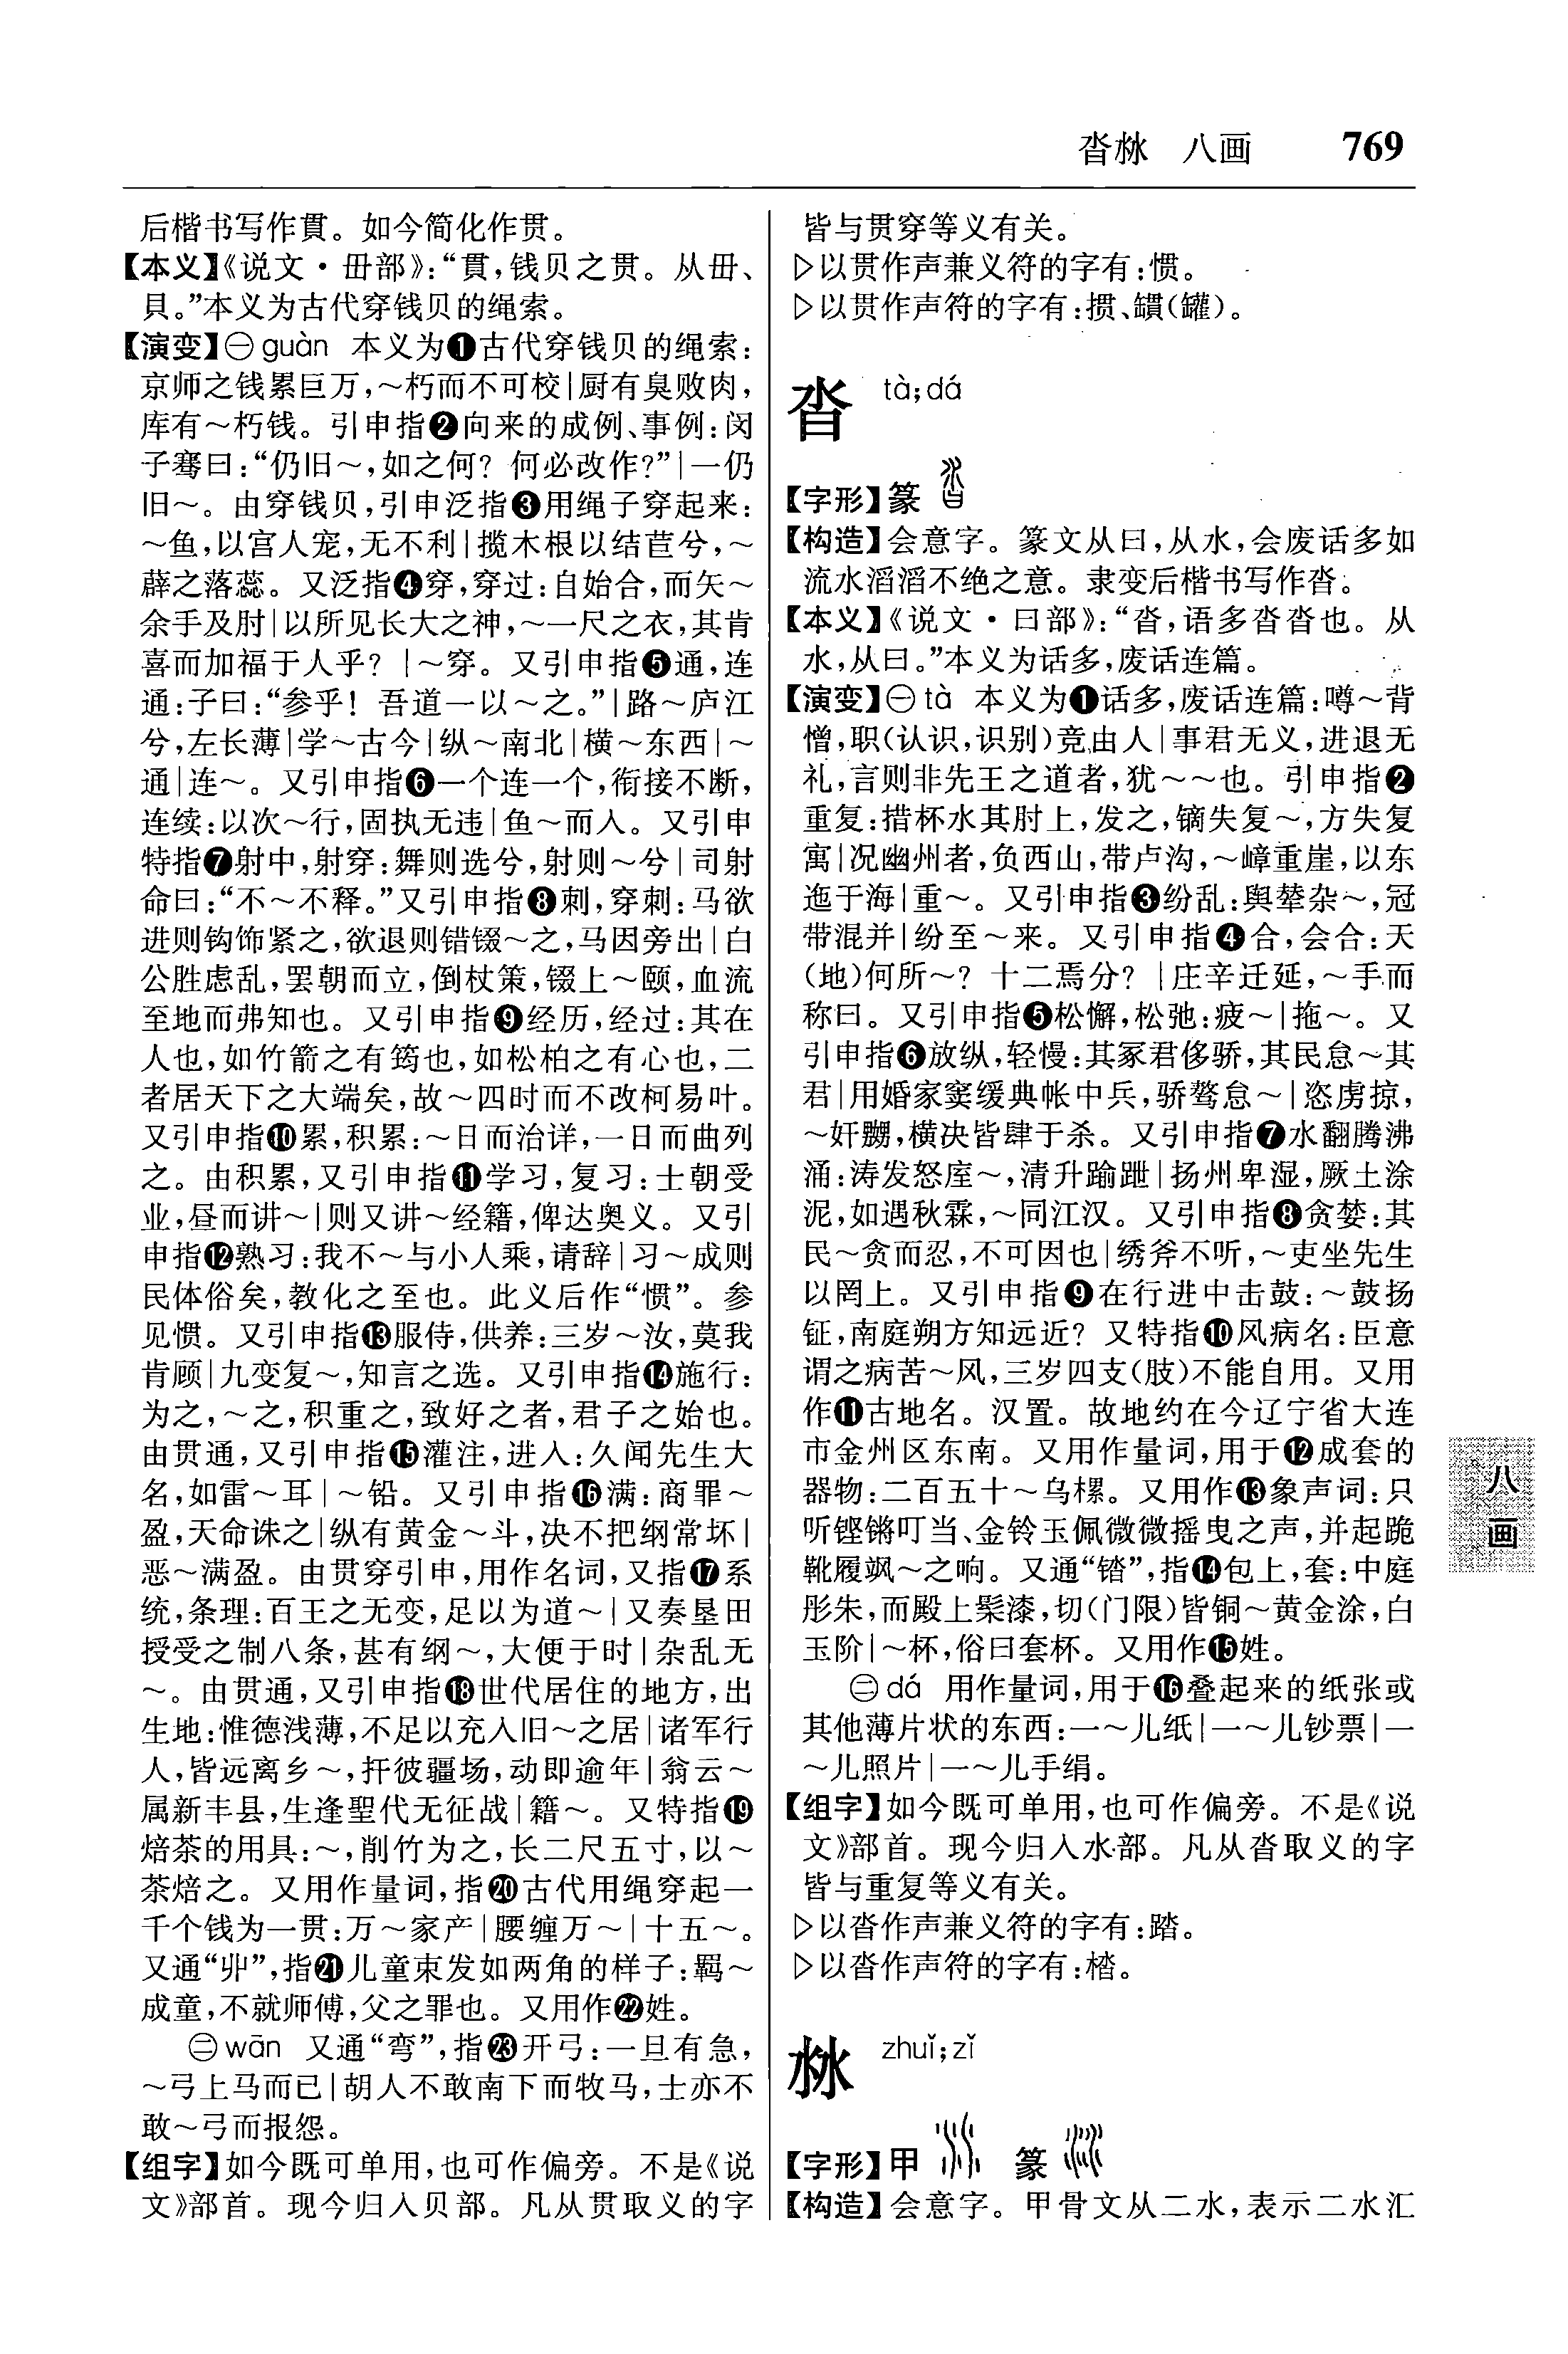 沓沝　八画　769
后楷书写作貫。如今简化作贯。
【本义】《说文·毌部》：“貫，钱贝之贯。从毌、
貝。”本义为古代穿钱贝的绳索。
【演变】㊀guàn 本义为❶古代穿钱贝的绳索：
京师之钱累巨万，～朽而不可校|厨有臭败肉，
库有～朽钱。引申指❷向来的成例、事例：闵
子骞曰：“仍旧～，如之何？何必改作？”|一仍
旧～。由穿钱贝，引申泛指❸用绳子穿起来：
～鱼，以宫人宠，无不利|揽木根以结茝兮，～
薜之落蕊。又泛指❹穿，穿过：自始合，而矢～
余手及肘|以所见长大之神，～一尺之衣，其肯
喜而加福于人乎？|～穿。又引申指❺通，连
通：子曰：“参乎！吾道一以～之。”|路～庐江
兮，左长薄|学～古今|纵～南北|横～东西|～
通|连～。又引申指❻一个连一个，衔接不断，
连续：以次～行，固执无违|鱼～而入。又引申
特指❼射中，射穿：舞则选兮，射则～兮|司射
命曰：“不～不释。”又引申指❽刺，穿刺：马欲
进则钩饰紧之，欲退则错锾～之，马因旁出|白
公胜虑乱，罢朝而立，倒杖策，锾上～颐，血流
至地而弗知也。又引申指❾经历，经过：其在
人也，如竹箭之有筠也，如松柏之有心也，二
者居天下之大端矣，故～四时而不改柯易叶。
又引申指❿累，积累：～日而治详，一日而曲列
之。由积累，又引申指⓫学习，复习：士朝受
业，昼而讲～|则又讲～经籍，俾达奥义。又引
申指⓬熟习：我不～与小人乘，请辞|习～成则
民体俗矣，教化之至也。此义后作“惯”。参
见惯。又引申指⓭服侍，供养：三岁～汝，莫我
肯顾|九变复～，知言之选。又引申指⓮施行：
为之，～之，积重之，致好之者，君子之始也。
由贯通，又引申指⓯灌注，进入：久闻先生大
名，如雷～耳|～铅。又引申指⓰满：商罪～
盈，天命诛之|纵有黄金～斗，决不把纲常坏|
恶～满盈。由贯穿引申，用作名词，又指⓱系
统，条理：百王之无变，足以为道～|又奏垦田
授受之制八条，甚有纲～，大便于时|杂乱无
～。由贯通，又引申指⓲世代居住的地方，出
生地：惟德浅薄，不足以充入旧～之居|诸军行
人，皆远离乡～，扞彼疆场，动即逾年|翁云～
属新丰县，生逢聖代无征战|籍～。又特指⓳
焙茶的用具：～，削竹为之，长二尺五寸，以～
茶焙之。又用作量词，指⓴古代用绳穿起一
千个钱为一贯：万～家产|腰缠万～|十五～。
又通“丱”，指㉑儿童束发如两角的样子：羁～
成童，不就师傅，父之罪也。又用作㉒姓。
㊁wān 又通“弯”，指㉓开弓：一旦有急，
～弓上马而已|胡人不敢南下而牧马，士亦不
敢～弓而报怨。
【组字】如今既可单用，也可作偏旁。不是《说
文》部首。现今归入贝部。凡从贯取义的字
皆与贯穿等义有关。
▷以贯作声兼义符的字有：惯。
▷以贯作声符的字有：掼、鑵(罐)。
沓 tà；dá
【字形】篆
【构造】会意字。篆文从曰，从水，会废话多如
流水滔滔不绝之意。隶变后楷书写作沓。
【本义】《说文·曰部》：“沓，语多沓沓也。从
水，从曰。”本义为话多，废话连篇。
【演变】㊀tà 本义为❶话多，废话连篇：噂～背
憎，职(认识，识别)竞由人|事君无义，进退无
礼，言则非先王之道者，犹～～也。引申指❷
重复：措杯水其肘上，发之，镝矢复～，方矢复
寓|况幽州者，负西山，带卢沟，～嶂重崖，以东
迤于海|重～。又引申指❸纷乱：舆辇杂～，冠
带混并|纷至～来。又引申指❹合，会合：天
(地)何所～？十二焉分？|庄辛迁延，～手而
称曰。又引申指❺松懈，松弛：疲～|拖～。又
引申指❻放纵，轻慢：其冢君侈骄，其民怠～其
君|用婚家窦缓典帐中兵，骄骜怠～|恣虏掠，
～奸嬲，横决皆肆于杀。又引申指❼水翻腾沸
涌：涛发怒庢～，清升踰跇|扬州卑湿，厥土涂
泥，如遇秋霖，～同江汉。又引申指❽贪婪：其
民～贪而忍，不可因也|绣斧不听，～吏坐先生
以罔上。又引申指❾在行进中击鼓：～鼓扬
钲，南庭朔方知远近？又特指❿风病名：臣意
谓之病苦～风，三岁四支(肢)不能自用。又用
作⓫古地名。汉置。故地约在今辽宁省大连
市金州区东南。又用作量词，用于⓬成套的
器物：二百五十～乌樏。又用作⓭象声词：只
听铿锵叮当、金铃玉佩微微摇曳之声，并起跪
靴履飒～之响。又通“錔”，指⓮包上，套：中庭
彤朱，而殿上髤漆，切(门限)皆铜～黄金涂，白
玉阶|～杯，俗曰套杯。又用作⓯姓。
㊁dá 用作量词，用于⓰叠起来的纸张或
其他薄片状的东西：一～儿纸|一～儿钞票|一
～儿照片|一～儿手绢。
【组字】如今既可单用，也可作偏旁。不是《说
文》部首。现今归入水部。凡从沓取义的字
皆与重复等义有关。
▷以沓作声兼义符的字有：踏。
▷以沓作声符的字有：楷。
沝 zhuǐ；zǐ
【字形】甲　篆
【构造】会意字。甲骨文从二水，表示二水汇
八画